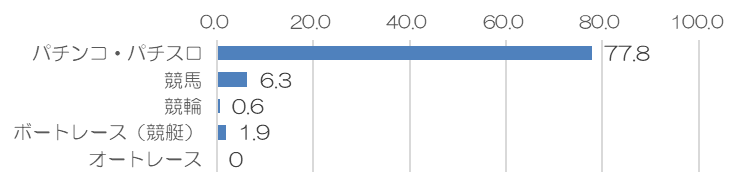 0.0 20.0 40.0 60.0 80.0 100.0
パチンコ・パチスロ 77.8
競馬 6.3
競輪 0.6
ボートレース（競艇） 1.9
オートレース 0